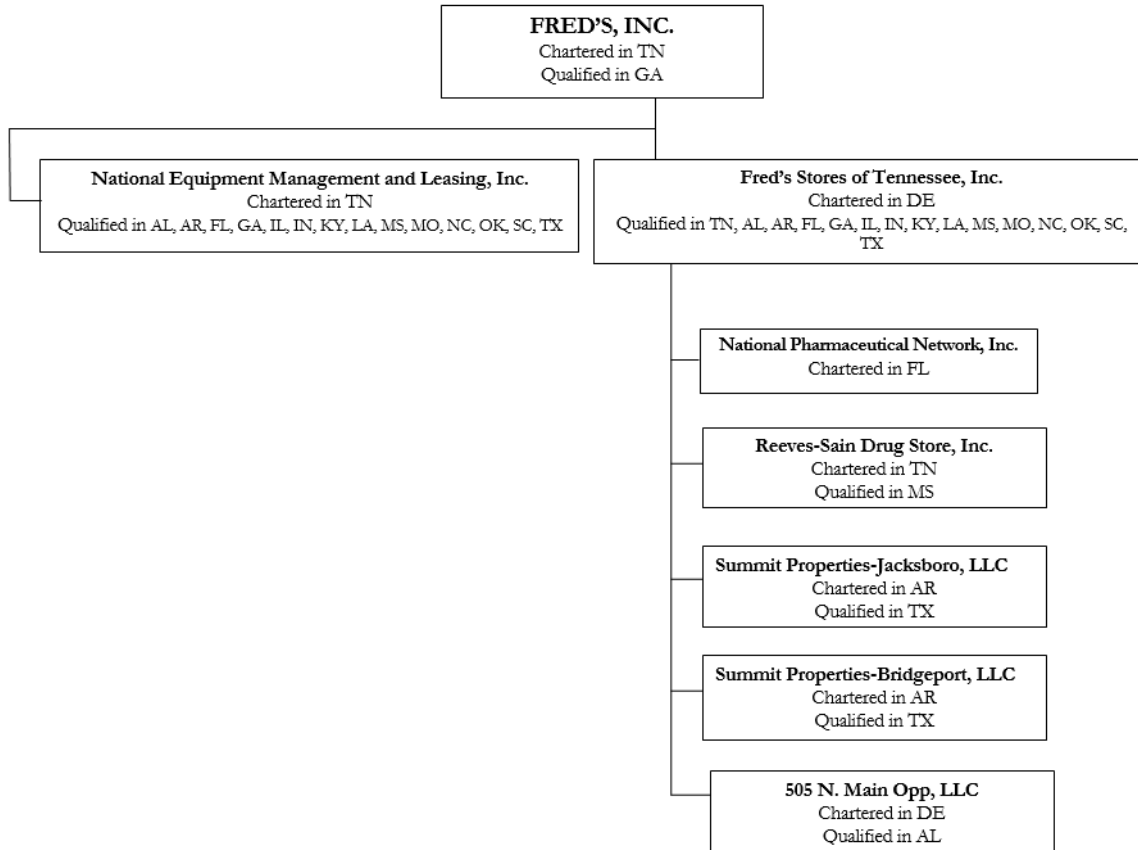 FRED'S, INC.
Chartered in TN
Qualified in GA
National Equipment Management and Leasing, Inc.
Chartered in TN
Qualified in AL, AR, FL, GA, IL, IN, KY, LA, MS, MO, NC, OK, SC, TX
Fred's Stores of Tennessee, Inc.
Chartered in DE
Qualified in TN, AL, AR, FL, GA, IL, IN, KY, LA, MS, MO, NC, OK, SC,
TX
National Pharmaceutical Network, Inc.
Chartered in FL
Reeves-Sain Drug Store, Inc.
Chartered in TN
Qualified in MS
Summit Properties-Jacksboro, LLC
Chartered in AR
Qualified in TX
Summit Properties-Bridgeport, LLC
Chartered in AR
Qualified in TX
505 N. Main Opp, LLC
Chartered in DE
Qualified in AL